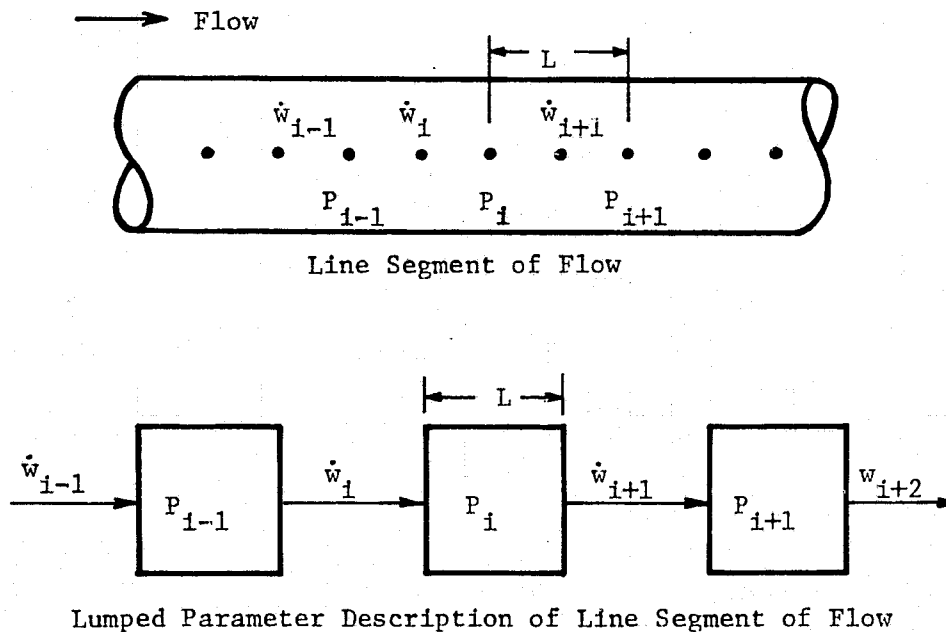 Flow
L
ẇi-1 ẇi ẇi+1
Pi-1 Pi Pi+1
Line Segment of Flow
L
ẇi-1 ẇi ẇi+1 wi+2
Pi-1 Pi Pi+1
Lumped Parameter Description of Line Segment of Flow